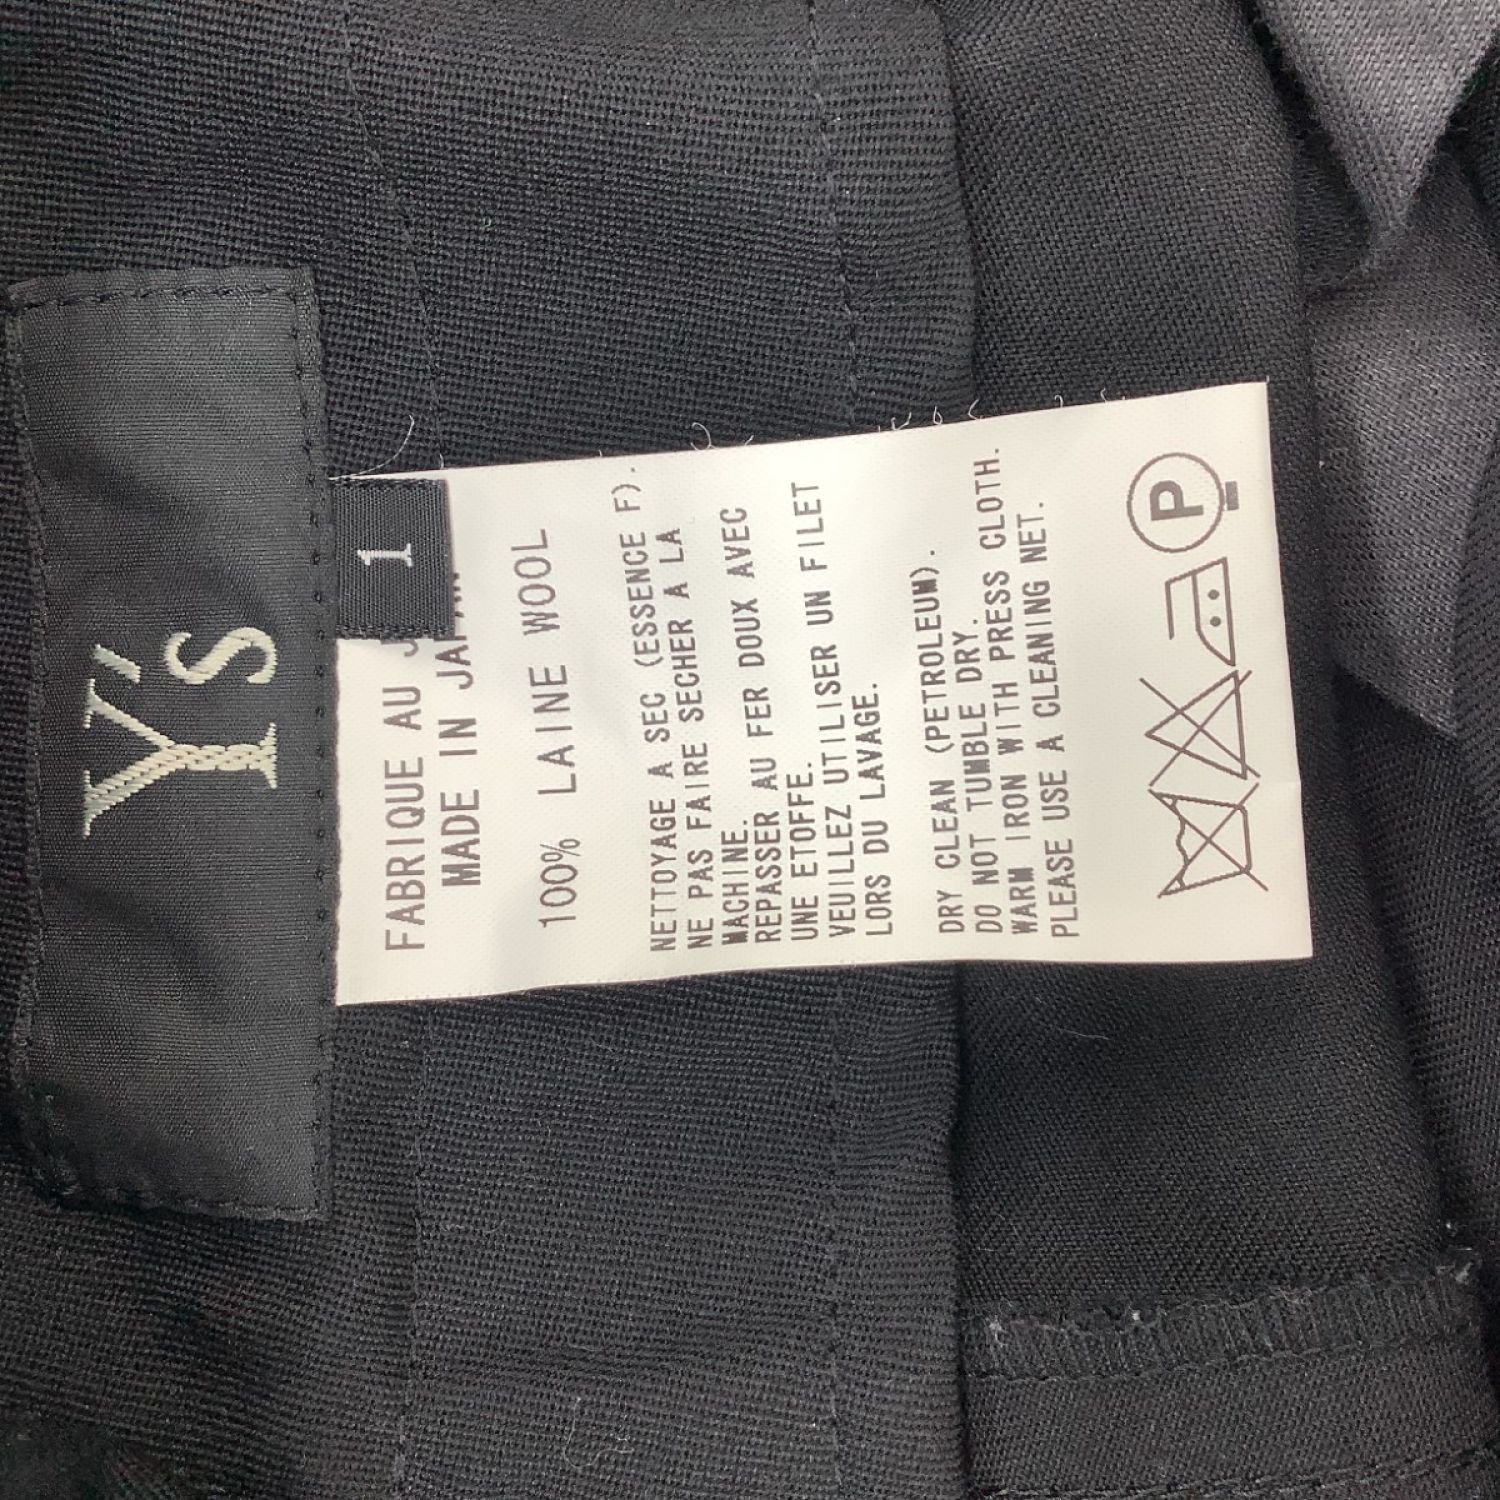 Y's
1
FABRIQUE AU
MADE IN
100% LAINE WOOL
NETTOYAGE A SEC (ESSENCE F).
NE PAS FAIRE SECHER A LA
MACHINE.
REPASSER AU FER DOUX AVEC
UNE ETOFFE.
VEUILLEZ UTILISER UN FILET
LORS DU LAVAGE.
DRY CLEAN (PETROLEUM).
DO NOT TUMBLE DRY.
WARM IRON WITH PRESS CLOTH.
PLEASE USE A CLEANING NET.
P